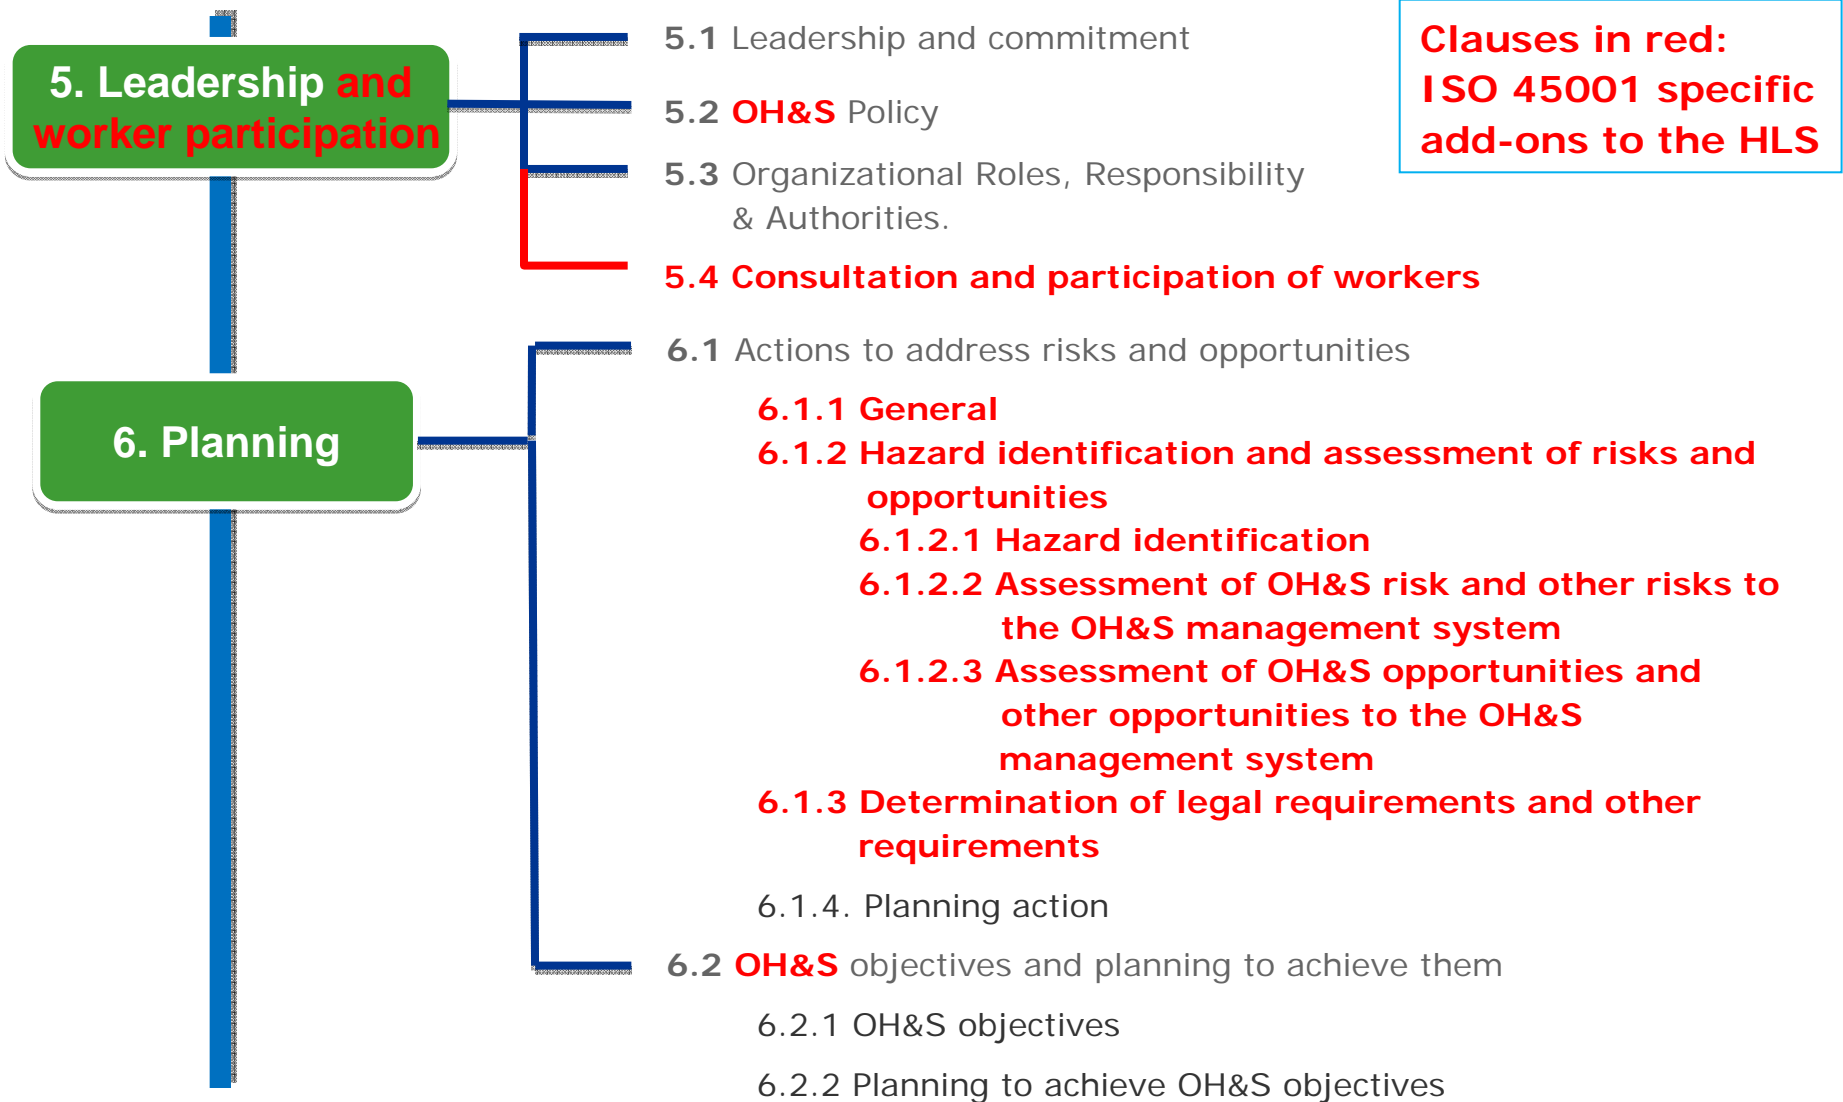 5. Leadership and
worker participation
5.1 Leadership and commitment
5.2 OH&S Policy
5.3 Organizational Roles, Responsibility
& Authorities.
5.4 Consultation and participation of workers
Clauses in red:
ISO 45001 specific
add-ons to the HLS
6. Planning
6.1 Actions to address risks and opportunities
6.1.1 General
6.1.2 Hazard identification and assessment of risks and
opportunities
6.1.2.1 Hazard identification
6.1.2.2 Assessment of OH&S risk and other risks to
the OH&S management system
6.1.2.3 Assessment of OH&S opportunities and
other opportunities to the OH&S
management system
6.1.3 Determination of legal requirements and other
requirements
6.1.4. Planning action
6.2 OH&S objectives and planning to achieve them
6.2.1 OH&S objectives
6.2.2 Planning to achieve OH&S objectives